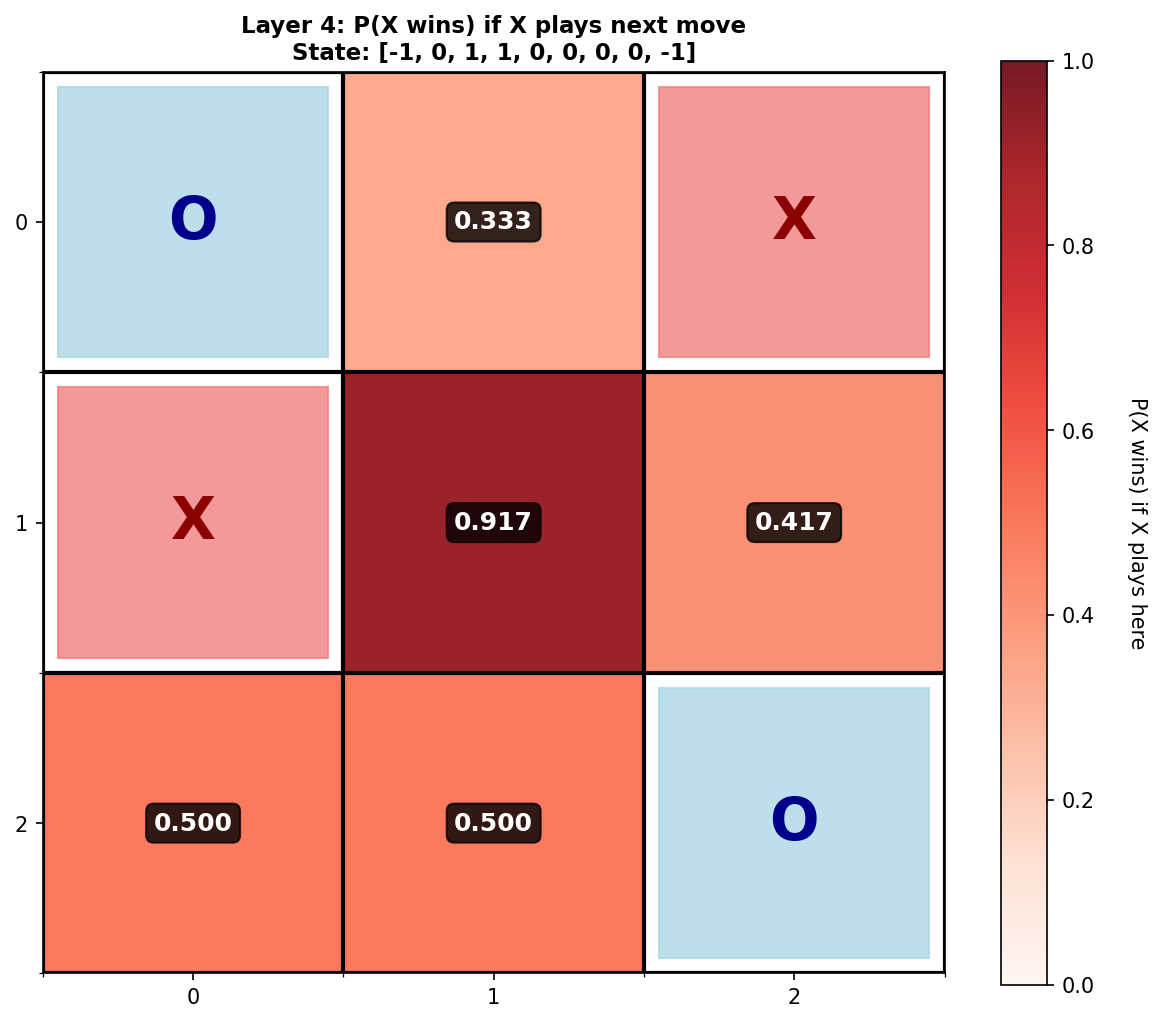 Layer 4: P(X wins) if X plays next move
State: [-1, 0, 1, 1, 0, 0, 0, 0, -1]
0
O
0.333
X
1
X
0.917
0.417
2
0.500
0.500
O
0
1
2
1.0
0.8
0.6
0.4
0.2
0.0
P(X wins) if X plays here